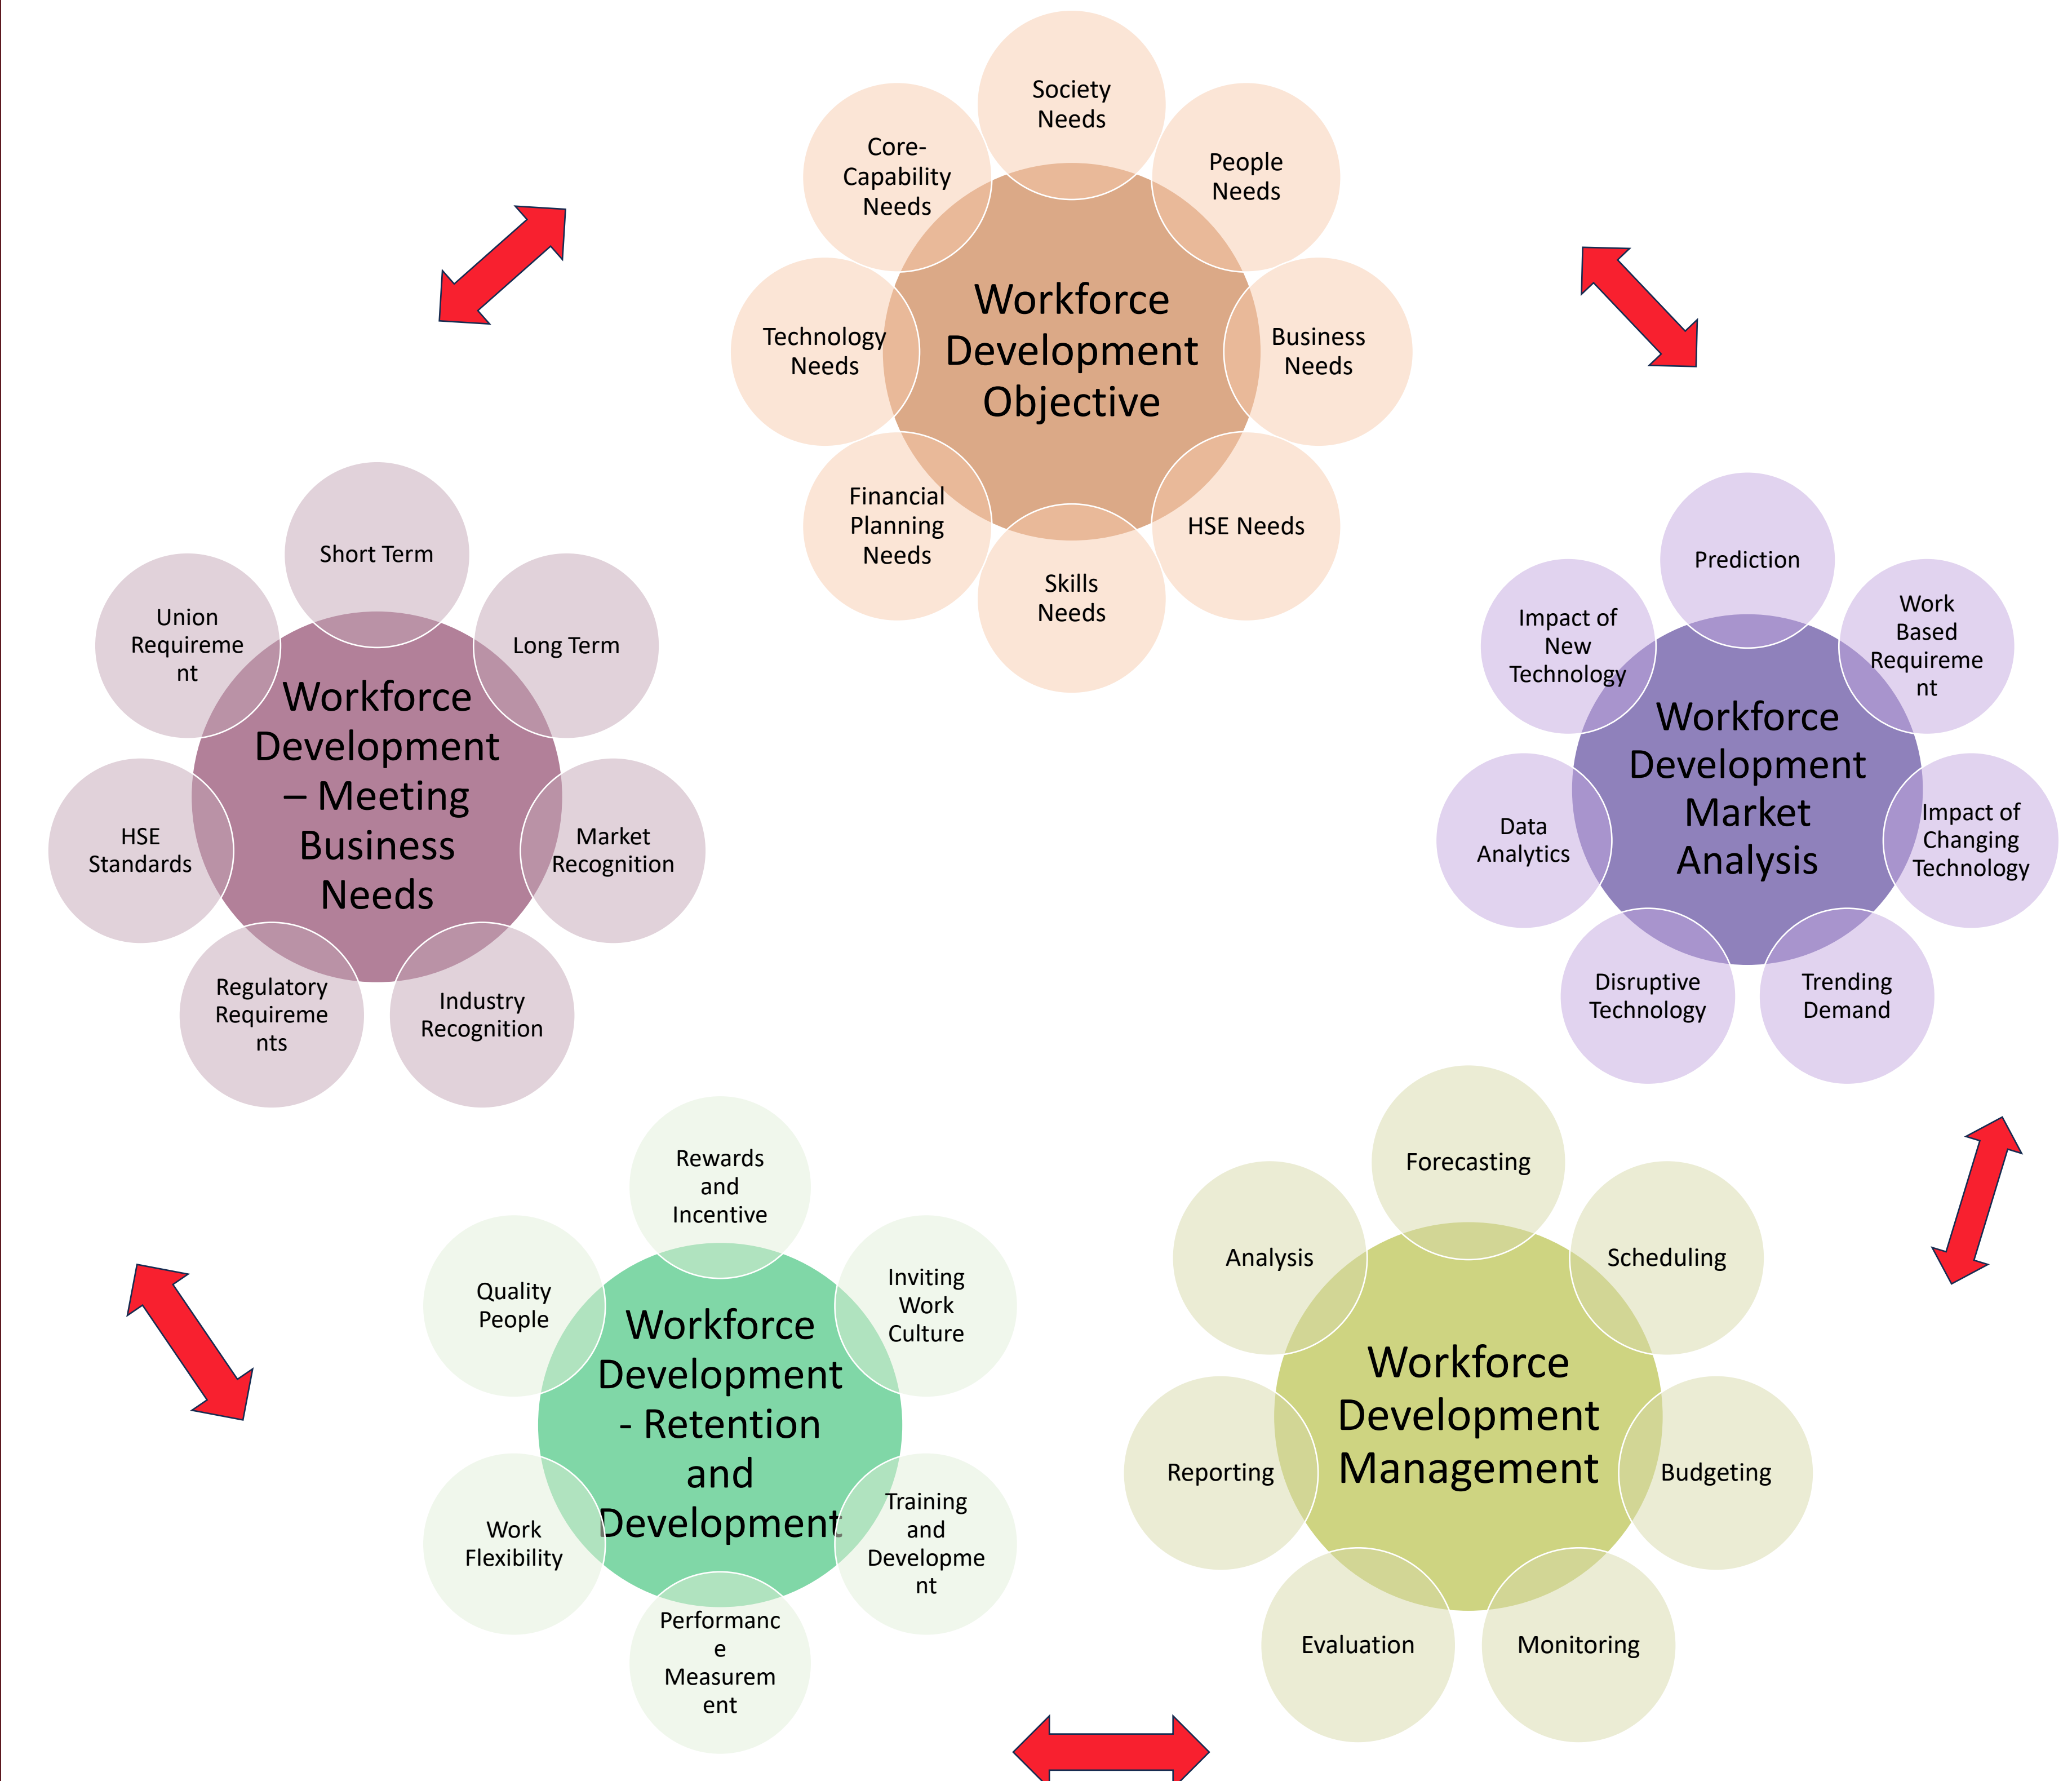 Society
Needs
People
Needs
Business
Needs
HSE Needs
Skills
Needs
Financial
Planning
Needs
Technology
Needs
Core-
Capability
Needs
Workforce
Development
Objective
Short Term
Long Term
Market
Recognition
Industry
Recognition
Regulatory
Requireme
nts
HSE
Standards
Union
Requireme
nt
Workforce
Development
– Meeting
Business
Needs
Prediction
Work
Based
Requireme
nt
Impact of
Changing
Technology
Trending
Demand
Disruptive
Technology
Data
Analytics
Impact of
New
Technology
Workforce
Development
Market
Analysis
Rewards
and
Incentive
Inviting
Work
Culture
Training
and
Developme
nt
Performanc
e
Measurem
ent
Work
Flexibility
Quality
People
Workforce
Development
- Retention
and
Development
Forecasting
Scheduling
Budgeting
Monitoring
Evaluation
Reporting
Analysis
Workforce
Development
Management